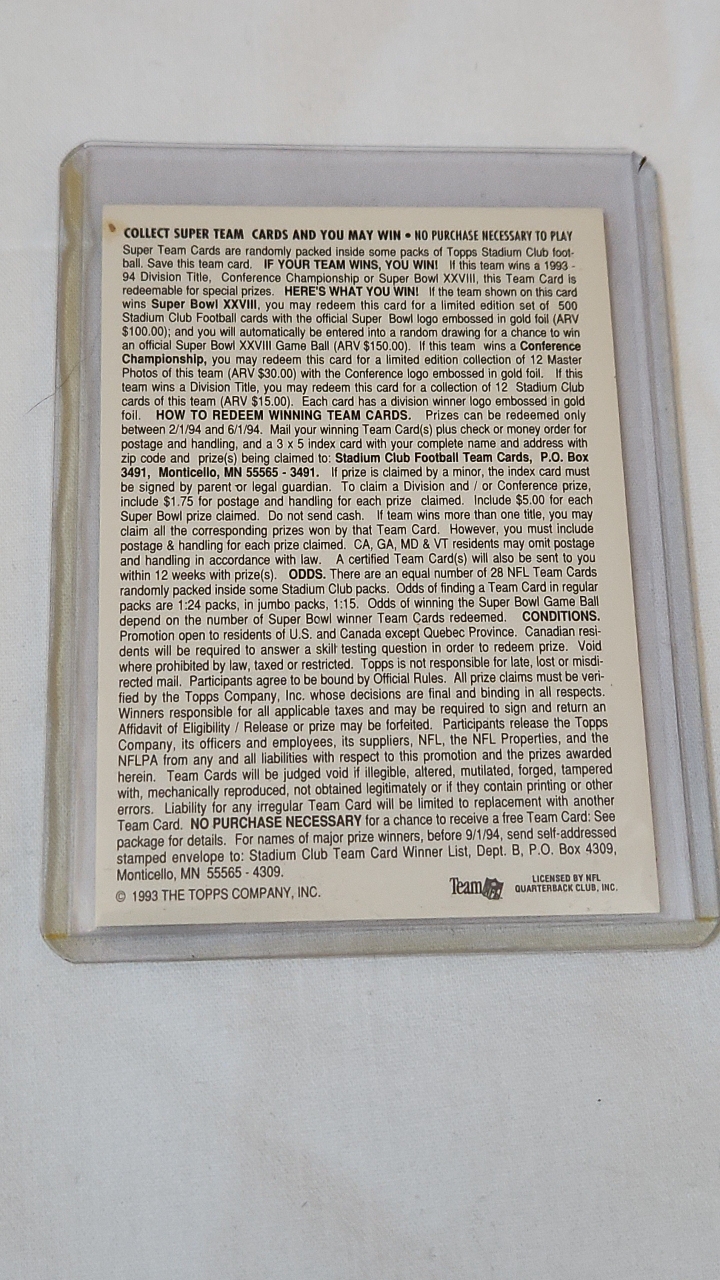 COLLECT SUPER TEAM CARDS AND YOU MAY WIN • NO PURCHASE NECESSARY TO PLAY
Super Team Cards are randomly packed inside some packs of Topps Stadium Club foot-
ball. Save this team card. IF YOUR TEAM WINS, YOU WIN! If this team wins a 1993 -
94 Division Title, Conference Championship or Super Bowl XXVIII, this Team Card is
redeemable for special prizes. HERE'S WHAT YOU WIN! If the team shown on this card
wins Super Bowl XXVIII, you may redeem this card for a limited edition set of 500
Stadium Club Football cards with the official Super Bowl logo embossed in gold foil (ARV
$100.00); and you will automatically be entered into a random drawing for a chance to win
an official Super Bowl XXVIII Game Ball (ARV $150.00). If this team wins a Conference
Championship, you may redeem this card for a limited edition collection of 12 Master
Photos of this team (ARV $30.00) with the Conference logo embossed in gold foil. If this
team wins a Division Title, you may redeem this card for a collection of 12 Stadium Club
cards of this team (ARV $15.00). Each card has a division winner logo embossed in gold
foil. HOW TO REDEEM WINNING TEAM CARDS. Prizes can be redeemed only
between 2/1/94 and 6/1/94. Mail your winning Team Card(s) plus check or money order for
postage and handling, and a 3 x 5 index card with your complete name and address with
zip code and prize(s) being claimed to: Stadium Club Football Team Cards, P.O. Box
3491, Monticello, MN 55565 - 3491. If prize is claimed by a minor, the index card must
be signed by parent or legal guardian. To claim a Division and / or Conference prize,
include $1.75 for postage and handling for each prize claimed. Include $5.00 for each
Super Bowl prize claimed. Do not send cash. If team wins more than one title, you may
claim all the corresponding prizes won by that Team Card. However, you must include
postage & handling for each prize claimed. CA, GA, MD & VT residents may omit postage
and handling in accordance with law. A certified Team Card(s) will also be sent to you
within 12 weeks with prize(s). ODDS. There are an equal number of 28 NFL Team Cards
randomly packed inside some Stadium Club packs. Odds of finding a Team Card in regular
packs are 1:24 packs, in jumbo packs, 1:15. Odds of winning the Super Bowl Game Ball
depend on the number of Super Bowl winner Team Cards redeemed. CONDITIONS.
Promotion open to residents of U.S. and Canada except Quebec Province. Canadian resi-
dents will be required to answer a skill testing question in order to redeem prize. Void
where prohibited by law, taxed or restricted. Topps is not responsible for late, lost or misdi-
rected mail. Participants agree to be bound by Official Rules. All prize claims must be veri-
fied by the Topps Company, Inc. whose decisions are final and binding in all respects.
Winners responsible for all applicable taxes and may be required to sign and return an
Affidavit of Eligibility / Release or prize may be forfeited. Participants release the Topps
Company, its officers and employees, its suppliers, NFL, the NFL Properties, and the
NFLPA from any and all liabilities with respect to this promotion and the prizes awarded
herein. Team Cards will be judged void if illegible, altered, mutilated, forged, tampered
with, mechanically reproduced, not obtained legitimately or if they contain printing or other
errors. Liability for any irregular Team Card will be limited to replacement with another
Team Card. NO PURCHASE NECESSARY for a chance to receive a free Team Card: See
package for details. For names of major prize winners, before 9/1/94, send self-addressed
stamped envelope to: Stadium Club Team Card Winner List, Dept. B, P.O. Box 4309,
Monticello, MN 55565 - 4309.
© 1993 THE TOPPS COMPANY, INC.
Team NFL
LICENSED BY NFL
QUARTERBACK CLUB, INC.